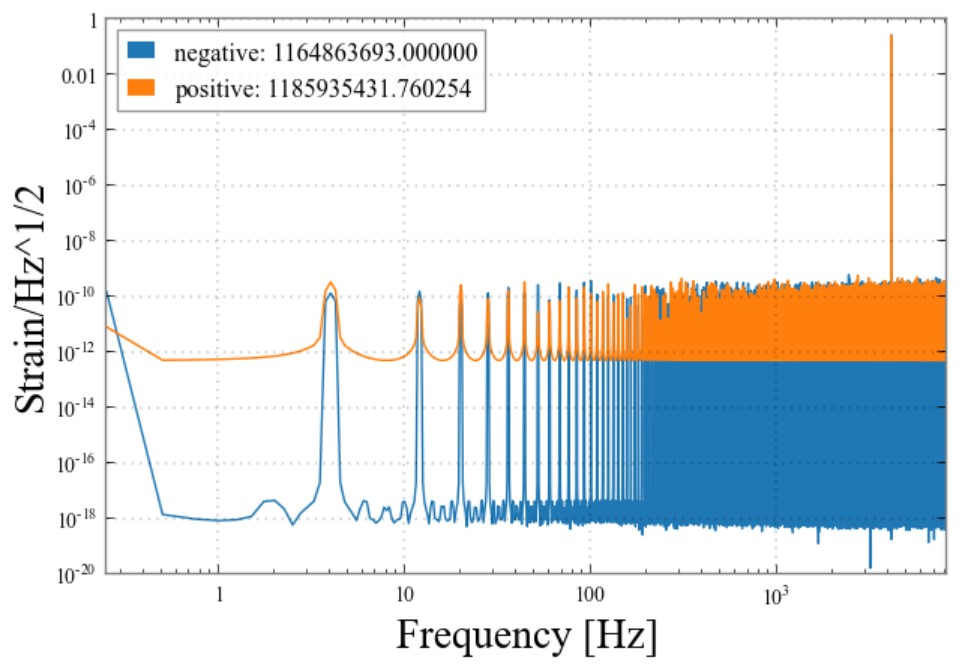 1
0.01
10^-4
10^-6
10^-8
10^-10
10^-12
10^-14
10^-16
10^-18
10^-20
Strain/Hz^1/2
negative: 1164863693.000000
positive: 1185935431.760254
1 10 100 10^3
Frequency [Hz]